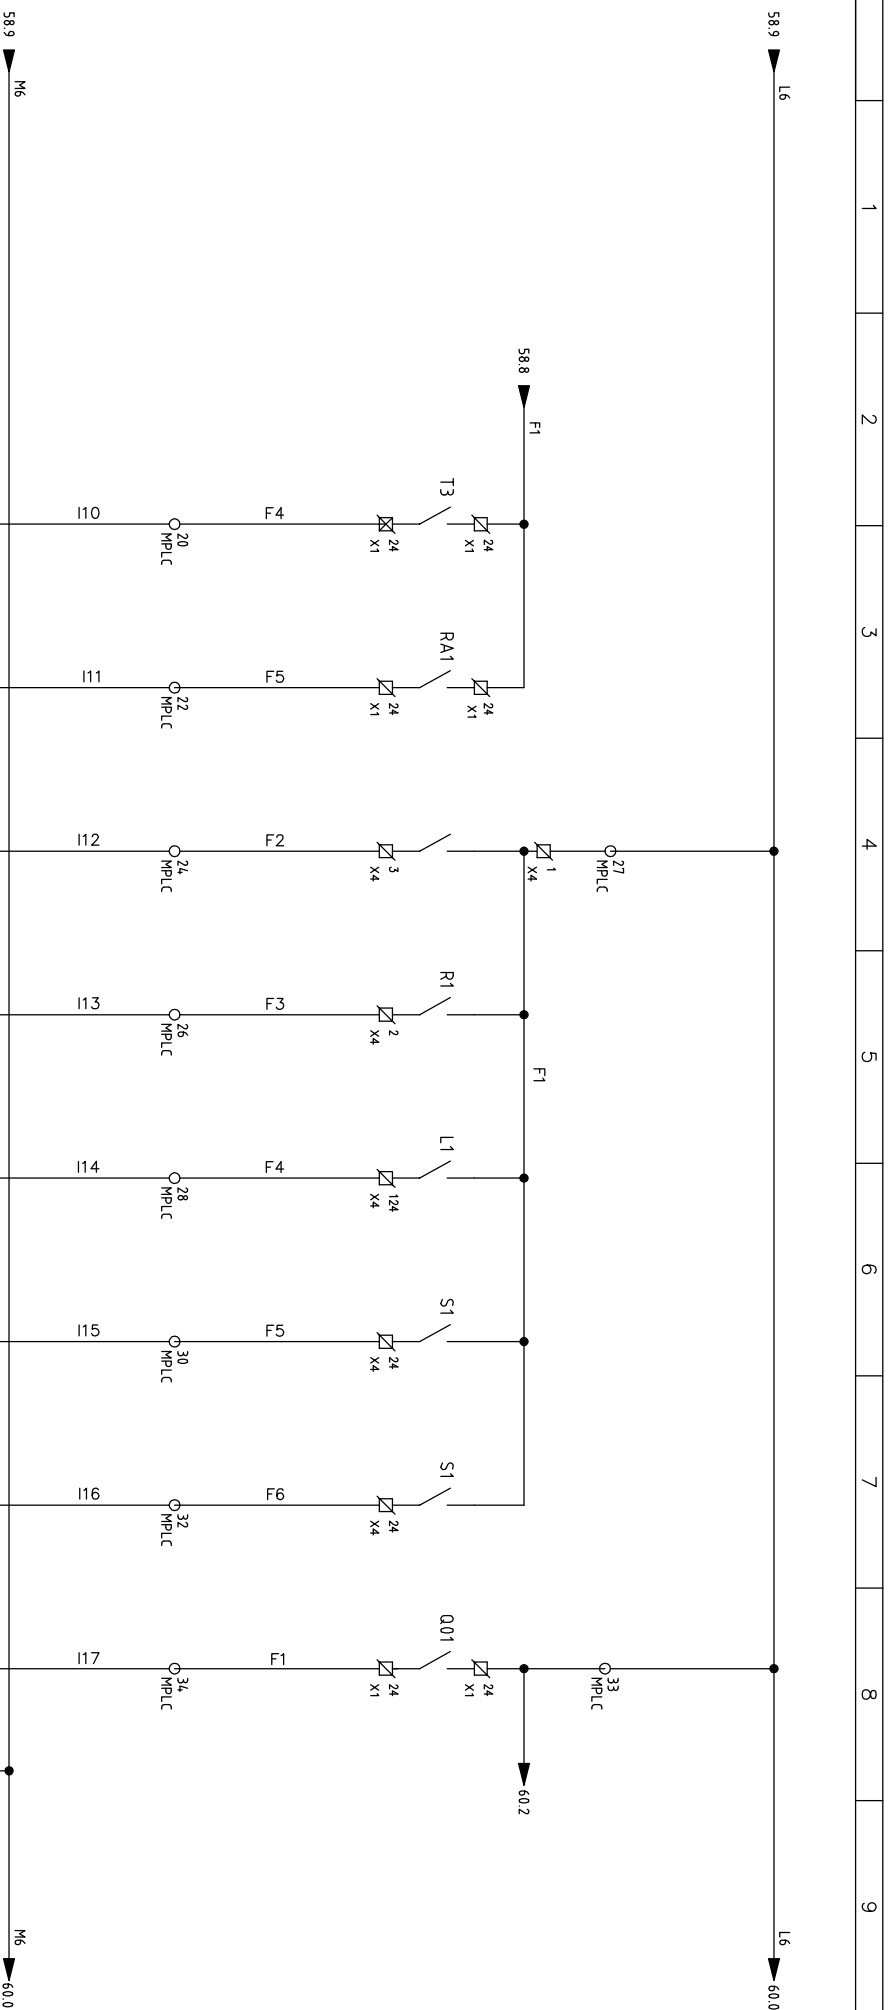 1 2 3 4 5 6 7 8 9
58.9 L6 L6 60.0
27 MPLC
33 MPLC
1 X4
58.8 F1
F1
60.2
24 X1
24 X1
24 X1
T3
RA1
R1
L1
S1
S1
Q01
24 X1
24 X1
3 X4
2 X4
124 X4
24 X4
24 X4
24 X1
F4 F5 F2 F3 F4 F5 F6 F1
20 MPLC
22 MPLC
24 MPLC
26 MPLC
28 MPLC
30 MPLC
32 MPLC
34 MPLC
I10 I11 I12 I13 I14 I15 I16 I17
58.9 M6 M6 60.0